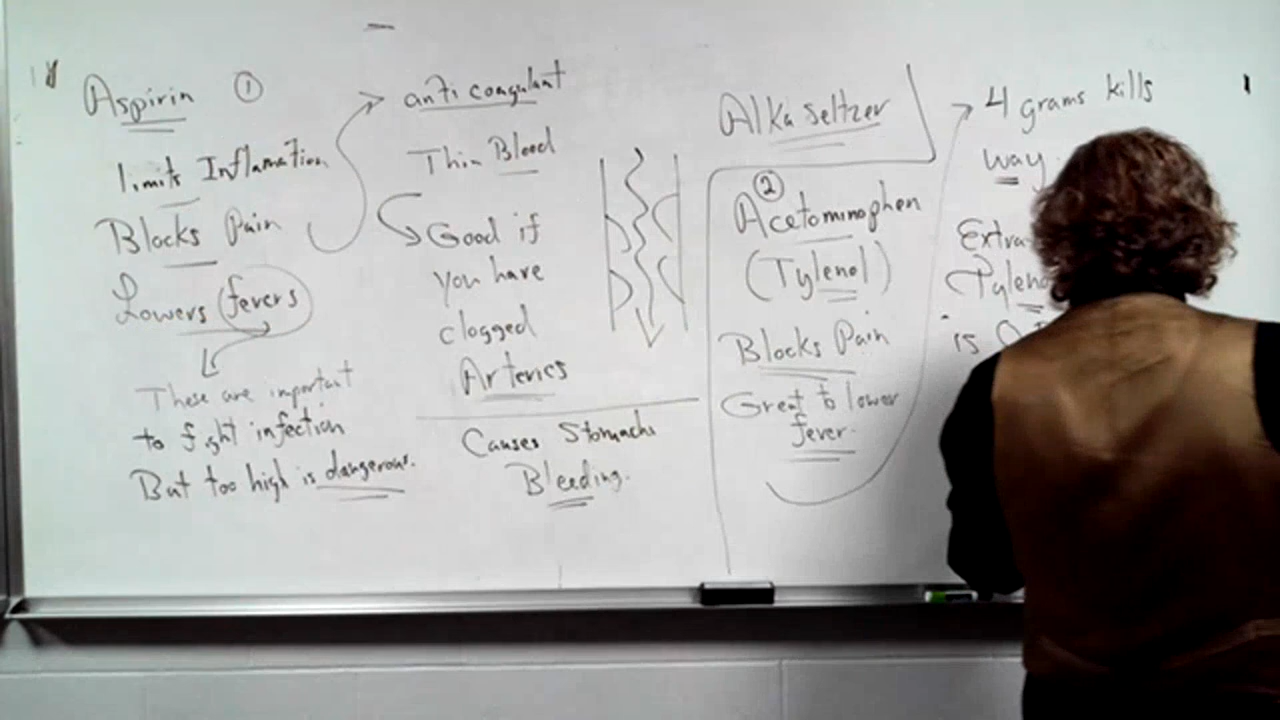 Aspirin ①
limits Inflamation
Blocks Pain
Lowers fevers
These are important
to fight infection
But too high is dangerous.
anti coagulant
Thin Blood
Good if
you have
clogged
Arteries
Causes Stomach
Bleeding.
Alka Seltzer
②
Acetominophen
(Tylenol)
Blocks Pain
Great to lower
fever.
4 grams kills
way
Extra
is